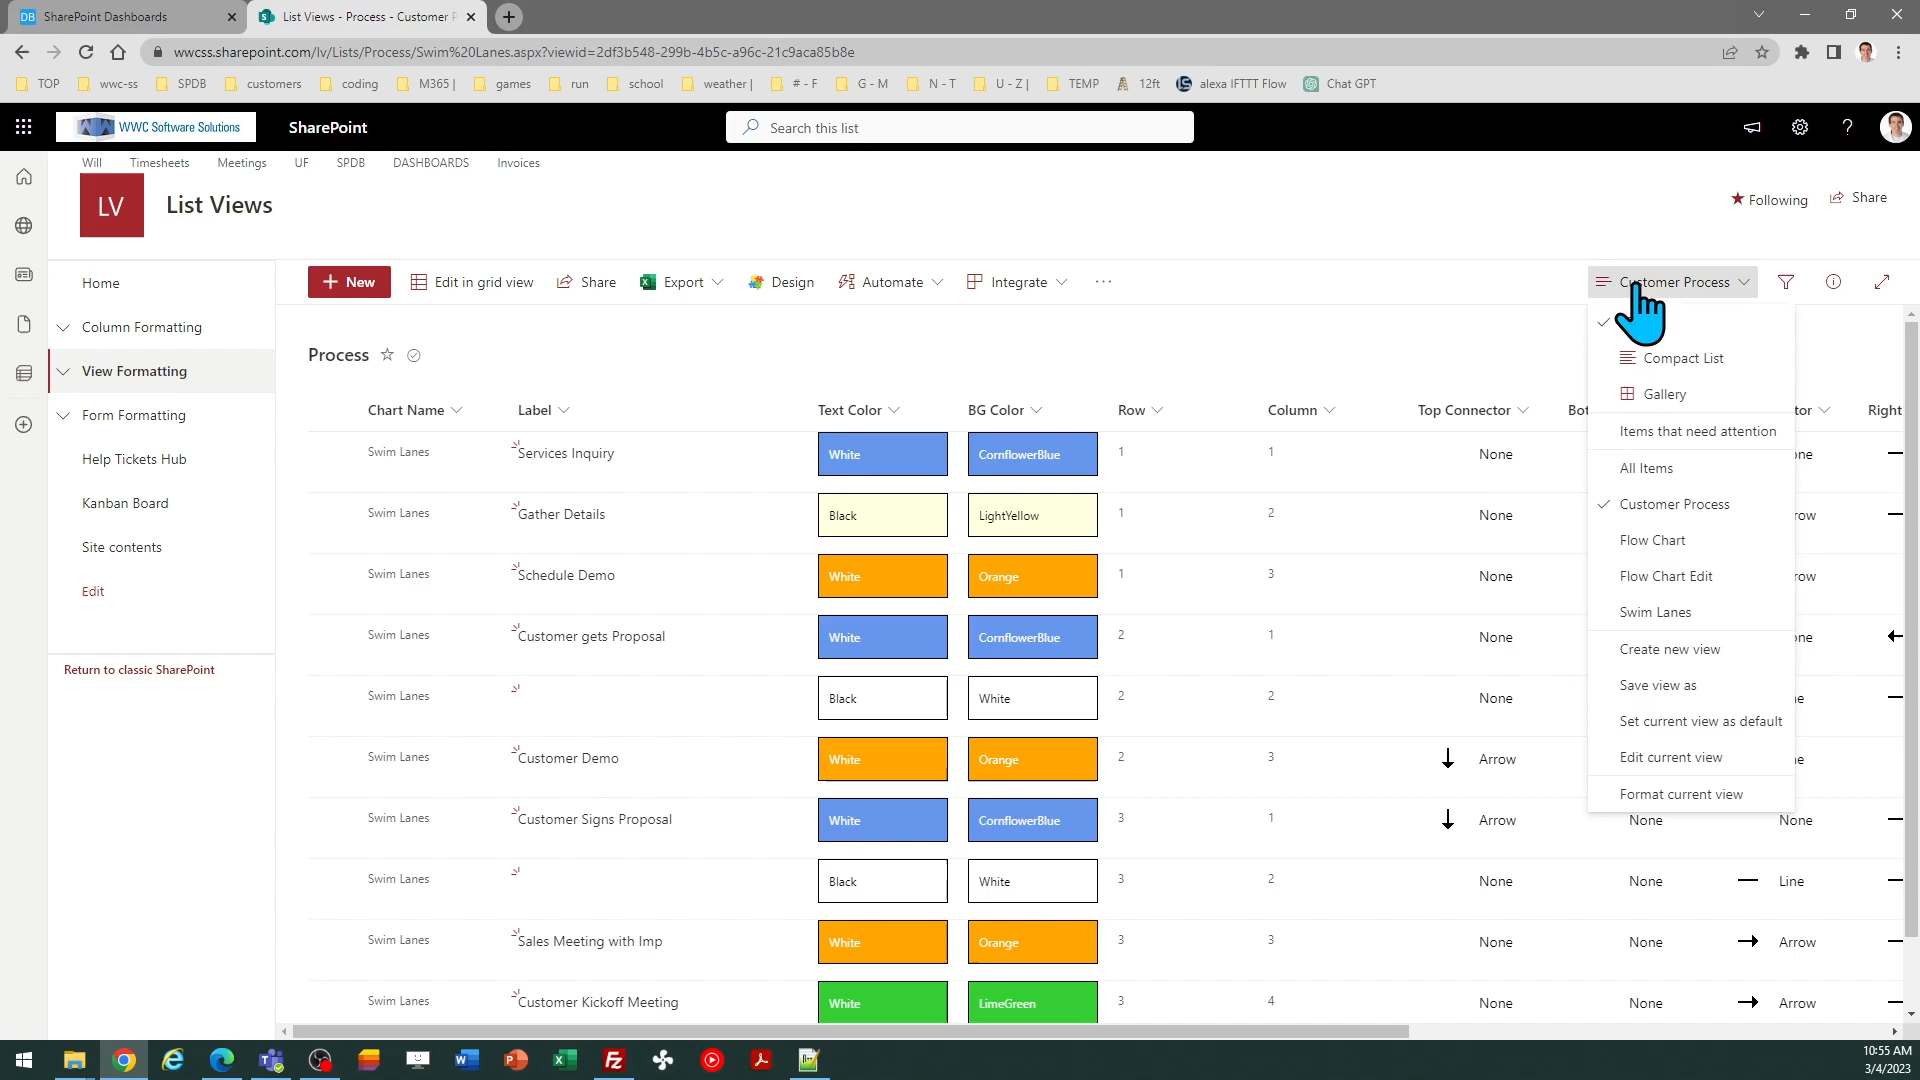 SharePoint Dashboards
List Views - Process - Customer P
wwcss.sharepoint.com/lv/Lists/Process/Swim%20Lanes.aspx?viewid=2df3b548-299b-4b5c-a96c-21c9aca85b8e
TOP wwc-ss SPDB customers coding M365 | games run school weather | # - F G - M N - T U - Z | TEMP 12ft alexa IFTTT Flow Chat GPT
WWC Software Solutions SharePoint Search this list
Will Timesheets Meetings UF SPDB DASHBOARDS Invoices
LV List Views Following Share
Home
Column Formatting
View Formatting
Form Formatting
Help Tickets Hub
Kanban Board
Site contents
Edit
Return to classic SharePoint
New Edit in grid view Share Export Design Automate Integrate ··· Customer Process
Process
Chart Name Label Text Color BG Color Row Column Top Connector Bot tor Right
Swim Lanes Services Inquiry White CornflowerBlue 1 1 None one
Swim Lanes Gather Details Black LightYellow 1 2 None row
Swim Lanes Schedule Demo White Orange 1 3 None row
Swim Lanes Customer gets Proposal White CornflowerBlue 2 1 None one
Swim Lanes Black White 2 2 None ne
Swim Lanes Customer Demo White Orange 2 3 Arrow ne
Swim Lanes Customer Signs Proposal White CornflowerBlue 3 1 Arrow None None
Swim Lanes Black White 3 2 None None Line
Swim Lanes Sales Meeting with Imp White Orange 3 3 None None Arrow
Swim Lanes Customer Kickoff Meeting White LimeGreen 3 4 None None Arrow
Compact List
Gallery
Items that need attention
All Items
Customer Process
Flow Chart
Flow Chart Edit
Swim Lanes
Create new view
Save view as
Set current view as default
Edit current view
Format current view
10:55 AM
3/4/2023